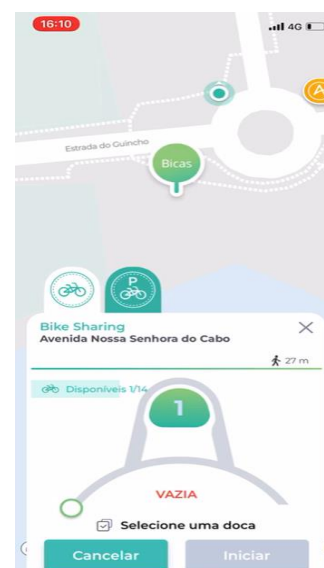 16:10
4G
Estrada do Guincho
Bicas
P
Bike Sharing
Avenida Nossa Senhora do Cabo
27 m
Disponíveis 1/14
1
VAZIA
Selecione uma doca
Cancelar
Iniciar